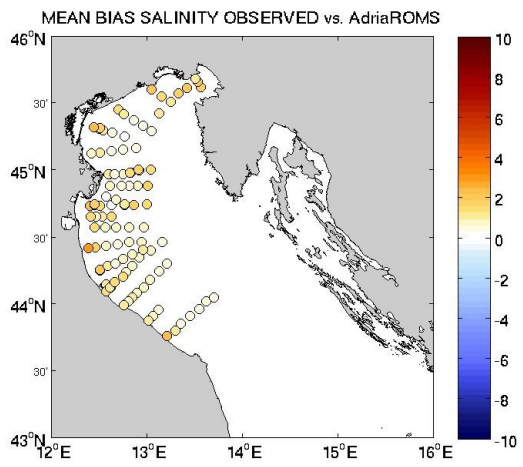 MEAN BIAS SALINITY OBSERVED vs. AdriaROMS
46°N
30'
45°N
30'
44°N
30'
43°N
12°E 13°E 14°E 15°E 16°E
10
8
6
4
2
0
-2
-4
-6
-8
-10